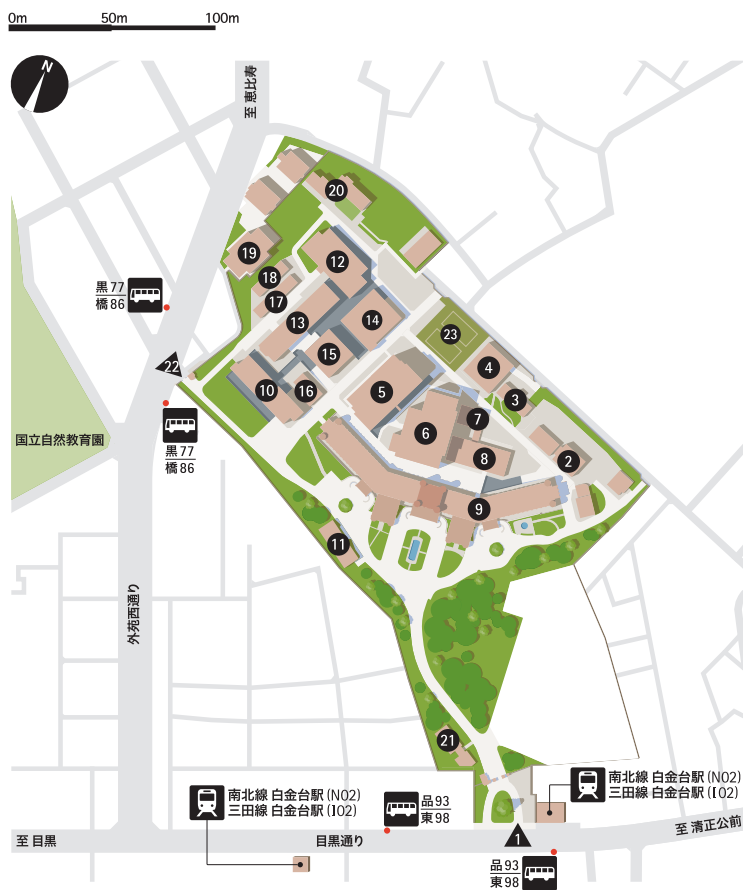 0m 50m 100m
N
至 恵比寿
20
19
12
18
17
13
14
15
10
16
5
23
4
3
7
6
8
2
9
11
黒77
橋86
22
黒77
橋86
国立自然教育園
外苑西通り
21
南北線 白金台駅(N02)
三田線 白金台駅(I02)
品93
東98
南北線 白金台駅(N02)
三田線 白金台駅(I02)
至 目黒
目黒通り
1
至 清正公前
品93
東98